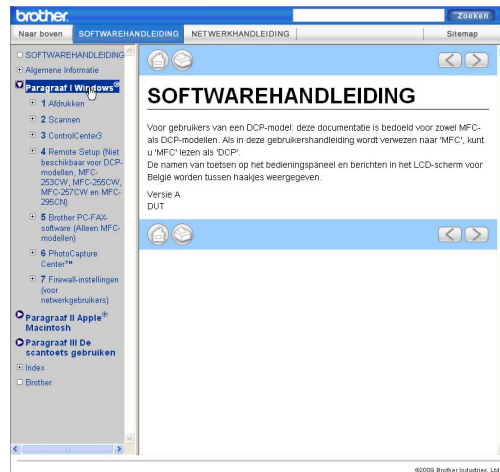 brother
Zoeken
Naar boven SOFTWAREHANDLEIDING NETWERKHANDLEIDING Sitemap
SOFTWAREHANDLEIDING
Algemene Informatie
Paragraaf I Windows®
1 Afdrukken
2 Scannen
3 ControlCenter3
4 Remote Setup (Niet
beschikbaar voor DCP-
modellen, MFC-
253CW, MFC-255CW,
MFC-257CW en MFC-
295CN)
5 Brother PC-FAX-
software (Alleen MFC-
modellen)
6 PhotoCapture
Center™
7 Firewall-instellingen
(voor
netwerkgebruikers)
Paragraaf II Apple®
Macintosh
Paragraaf III De
scantoets gebruiken
Index
Brother
SOFTWAREHANDLEIDING
Voor gebruikers van een DCP-model: deze documentatie is bedoeld voor zowel MFC-
als DCP-modellen. Als in deze gebruikershandleiding wordt verwezen naar 'MFC', kunt
u 'MFC' lezen als 'DCP'.
De namen van toetsen op het bedieningspaneel en berichten in het LCD-scherm voor
België worden tussen haakjes weergegeven.
Versie A
DUT
©2009 Brother Industries, Ltd